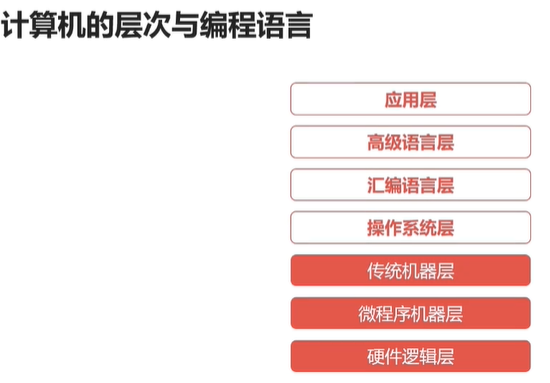 计算机的层次与编程语言
应用层
高级语言层
汇编语言层
操作系统层
传统机器层
微程序机器层
硬件逻辑层